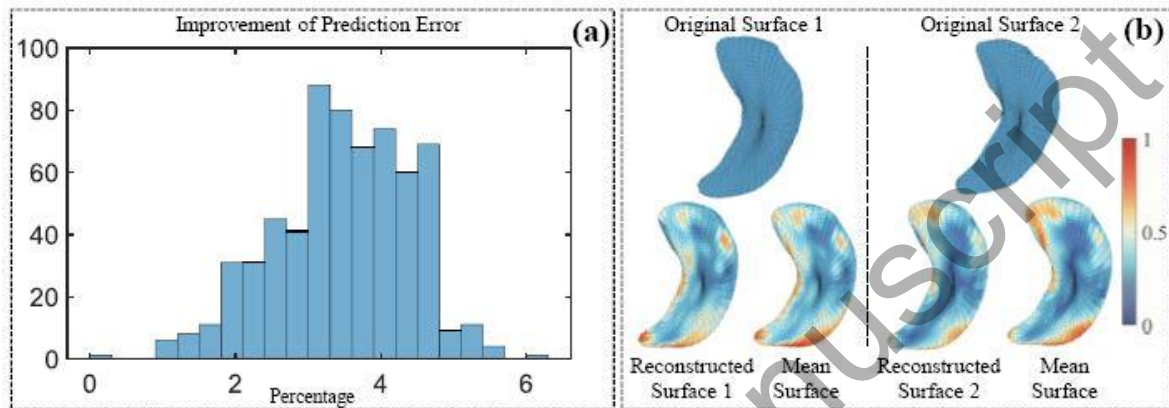 Improvement of Prediction Error
(a)
100
80
60
40
20
0
0
2
4
6
Percentage
Original Surface 1
Original Surface 2
(b)
1
0.5
0
Reconstructed
Surface 1
Mean
Surface
Reconstructed
Surface 2
Mean
Surface
nuscript